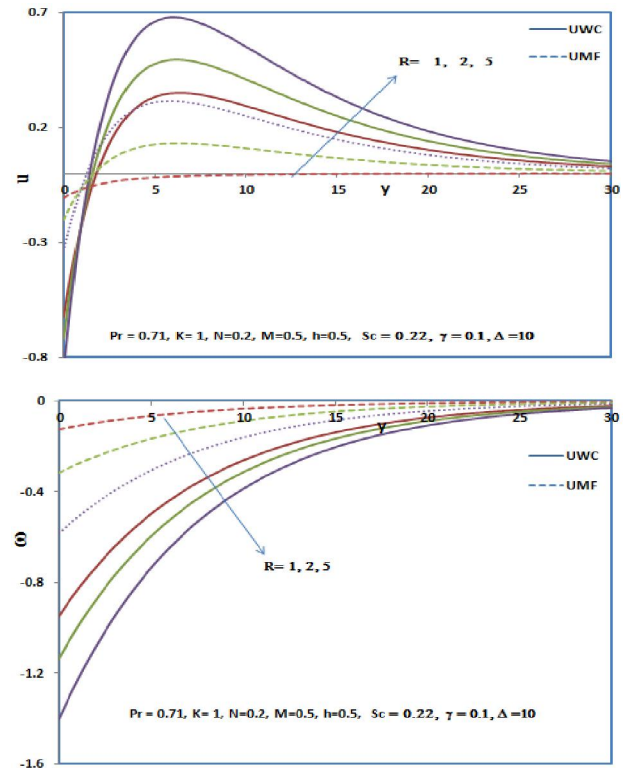 0.7
UWC
UMF
R= 1, 2, 5
0.2
u
0 5 10 15 20 25 30
y
-0.3
Pr = 0.71, K= 1, N=0.2, M=0.5, h=0.5, Sc = 0.22, γ = 0.1, Δ =10
-0.8
0
0 5 10 15 20 25 30
y
UWC
UMF
-0.4
ω
R= 1, 2, 5
-0.8
-1.2
Pr = 0.71, K= 1, N=0.2, M=0.5, h=0.5, Sc = 0.22, γ = 0.1, Δ =10
-1.6